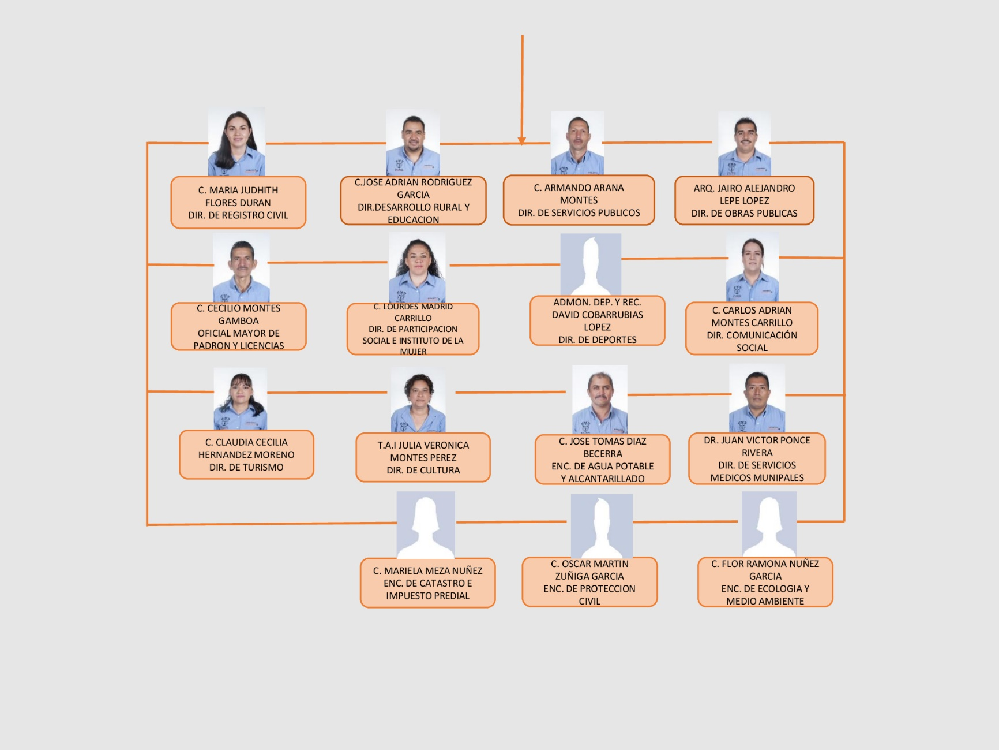 C. MARIA JUDHITH
FLORES DURAN
DIR. DE REGISTRO CIVIL
C.JOSE ADRIAN RODRIGUEZ
GARCIA
DIR.DESARROLLO RURAL Y
EDUCACION
C. ARMANDO ARANA
MONTES
DIR. DE SERVICIOS PUBLICOS
ARQ. JAIRO ALEJANDRO
LEPE LOPEZ
DIR. DE OBRAS PUBLICAS
C. CECILIO MONTES
GAMBOA
OFICIAL MAYOR DE
PADRON Y LICENCIAS
C. LOURDES MADRID
CARRILLO
DIR. DE PARTICIPACION
SOCIAL E INSTITUTO DE LA
MUJER
ADMON. DEP. Y REC.
DAVID COBARRUBIAS
LOPEZ
DIR. DE DEPORTES
C. CARLOS ADRIAN
MONTES CARRILLO
DIR. COMUNICACIÓN
SOCIAL
C. CLAUDIA CECILIA
HERNANDEZ MORENO
DIR. DE TURISMO
T.A.I JULIA VERONICA
MONTES PEREZ
DIR. DE CULTURA
C. JOSE TOMAS DIAZ
BECERRA
ENC. DE AGUA POTABLE
Y ALCANTARILLADO
DR. JUAN VICTOR PONCE
RIVERA
DIR. DE SERVICIOS
MEDICOS MUNIPALES
C. MARIELA MEZA NUÑEZ
ENC. DE CATASTRO E
IMPUESTO PREDIAL
C. OSCAR MARTIN
ZUÑIGA GARCIA
ENC. DE PROTECCION
CIVIL
C. FLOR RAMONA NUÑEZ
GARCIA
ENC. DE ECOLOGIA Y
MEDIO AMBIENTE